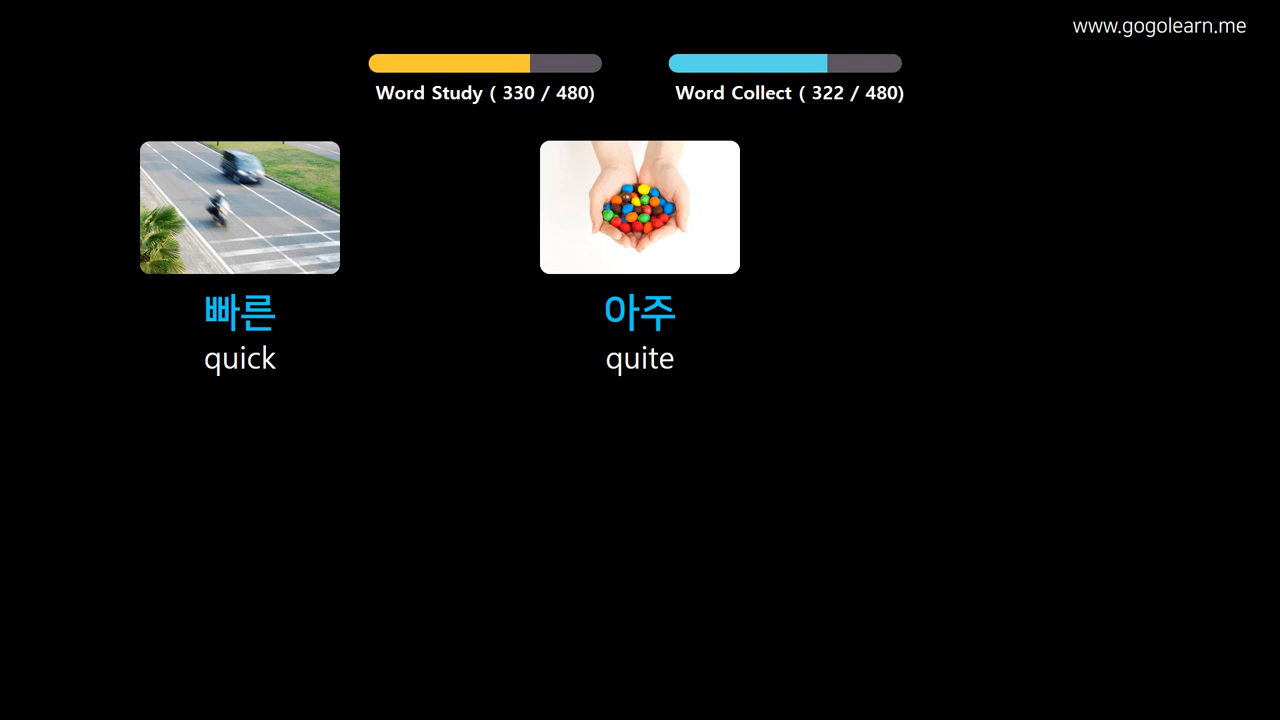 www.gogolearn.me
Word Study ( 330 / 480)
Word Collect ( 322 / 480)
빠른
quick
아주
quite